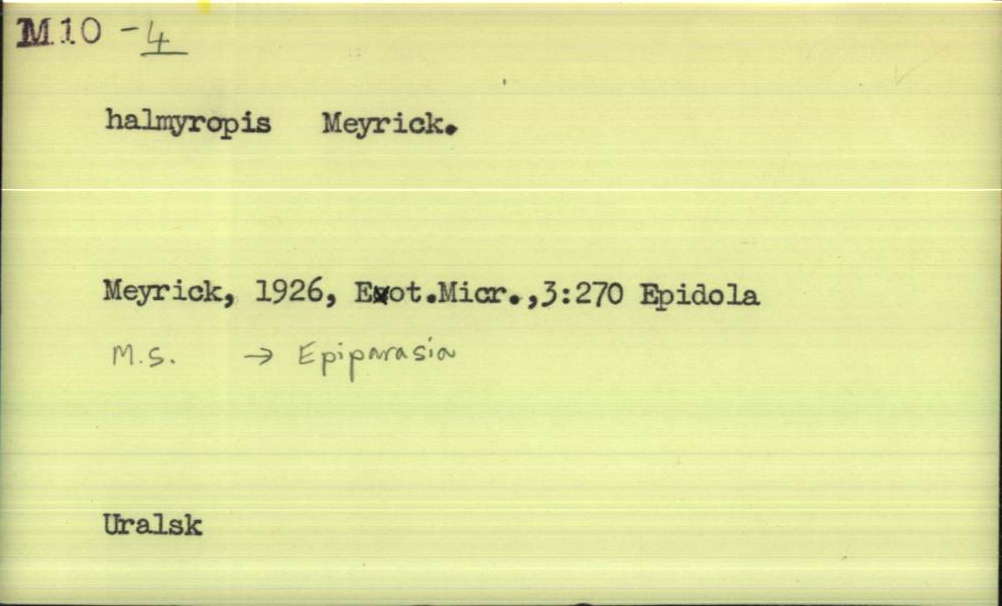 M10 - 4
halmyropis Meyrick.
Meyrick, 1926, Exot.Micr.,3:270 Epidola
M.S. → Epiparasia
Uralsk